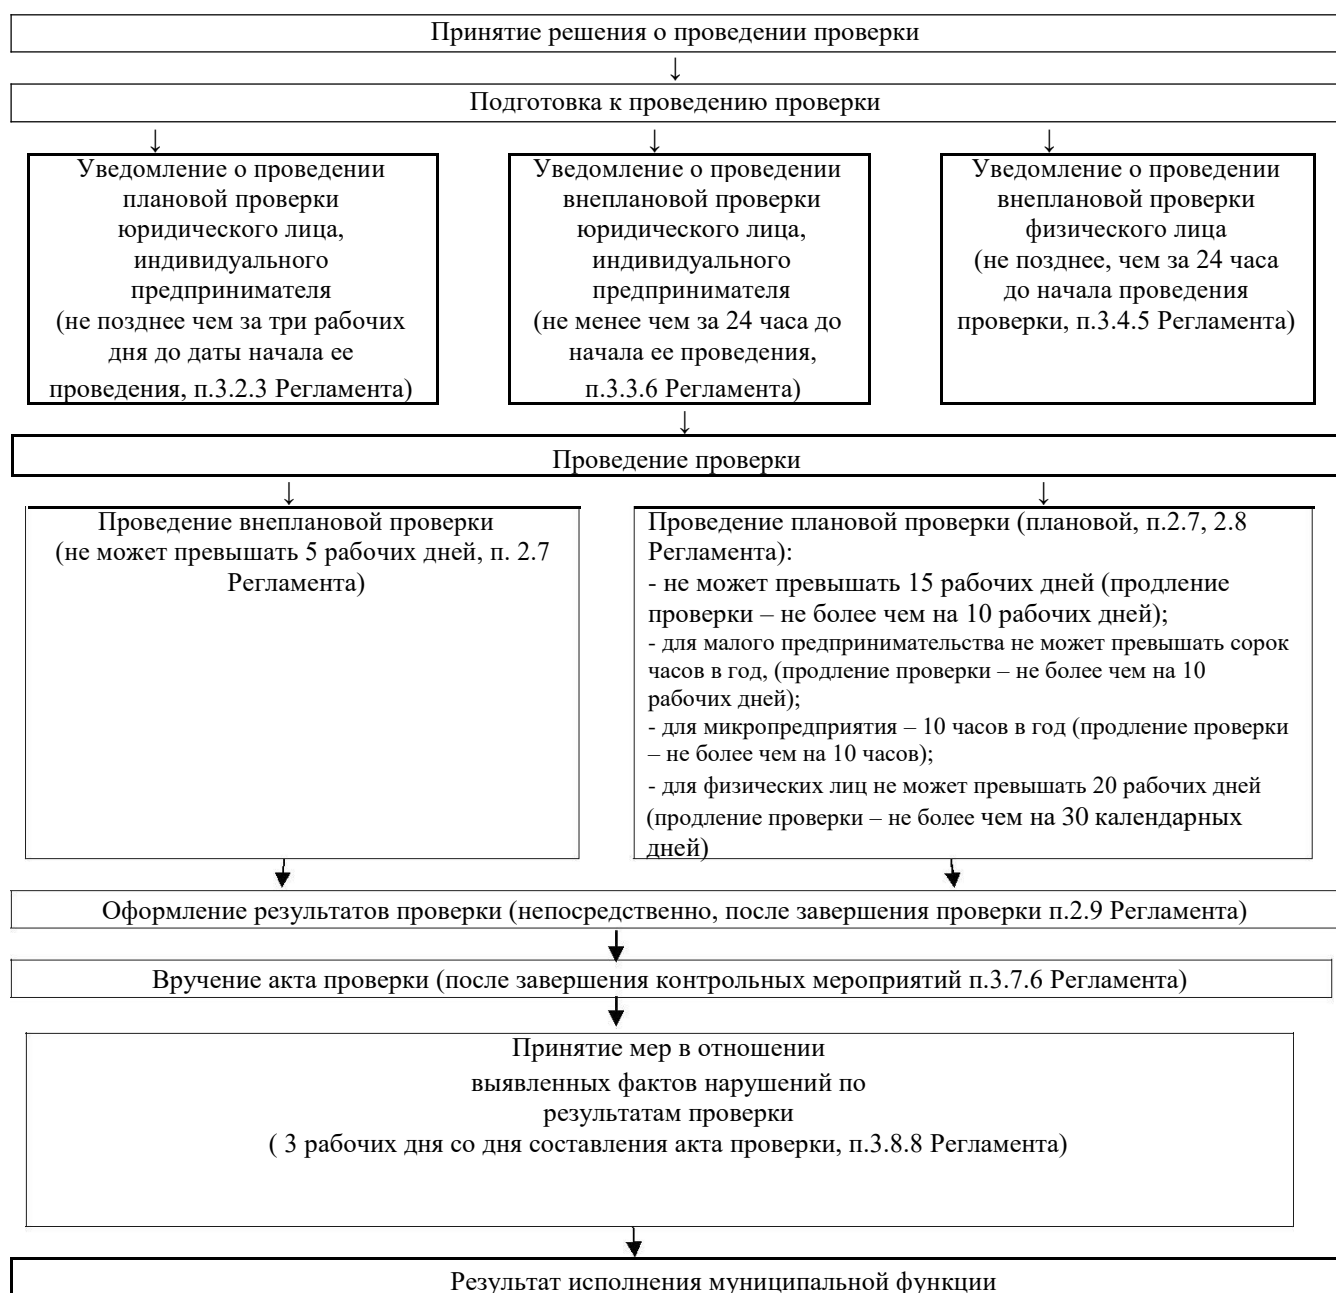 Принятие решения о проведении проверки
↓
Подготовка к проведению проверки
↓ ↓ ↓
Уведомление о проведении
плановой проверки
юридического лица,
индивидуального
предпринимателя
(не позднее чем за три рабочих
дня до даты начала ее
проведения, п.3.2.3 Регламента)
Уведомление о проведении
внеплановой проверки
юридического лица,
индивидуального
предпринимателя
(не менее чем за 24 часа до
начала ее проведения,
п.3.3.6 Регламента)
Уведомление о проведении
внеплановой проверки
физического лица
(не позднее, чем за 24 часа
до начала проведения
проверки, п.3.4.5 Регламента)
↓
Проведение проверки
↓ ↓
Проведение внеплановой проверки
(не может превышать 5 рабочих дней, п. 2.7
Регламента)
Проведение плановой проверки (плановой, п.2.7, 2.8
Регламента):
- не может превышать 15 рабочих дней (продление
проверки – не более чем на 10 рабочих дней);
- для малого предпринимательства не может превышать сорок
часов в год, (продление проверки – не более чем на 10
рабочих дней);
- для микропредприятия – 10 часов в год (продление проверки
– не более чем на 10 часов);
- для физических лиц не может превышать 20 рабочих дней
(продление проверки – не более чем на 30 календарных
дней)
Оформление результатов проверки (непосредственно, после завершения проверки п.2.9 Регламента)
Вручение акта проверки (после завершения контрольных мероприятий п.3.7.6 Регламента)
Принятие мер в отношении
выявленных фактов нарушений по
результатам проверки
( 3 рабочих дня со дня составления акта проверки, п.3.8.8 Регламента)
Результат исполнения муниципальной функции